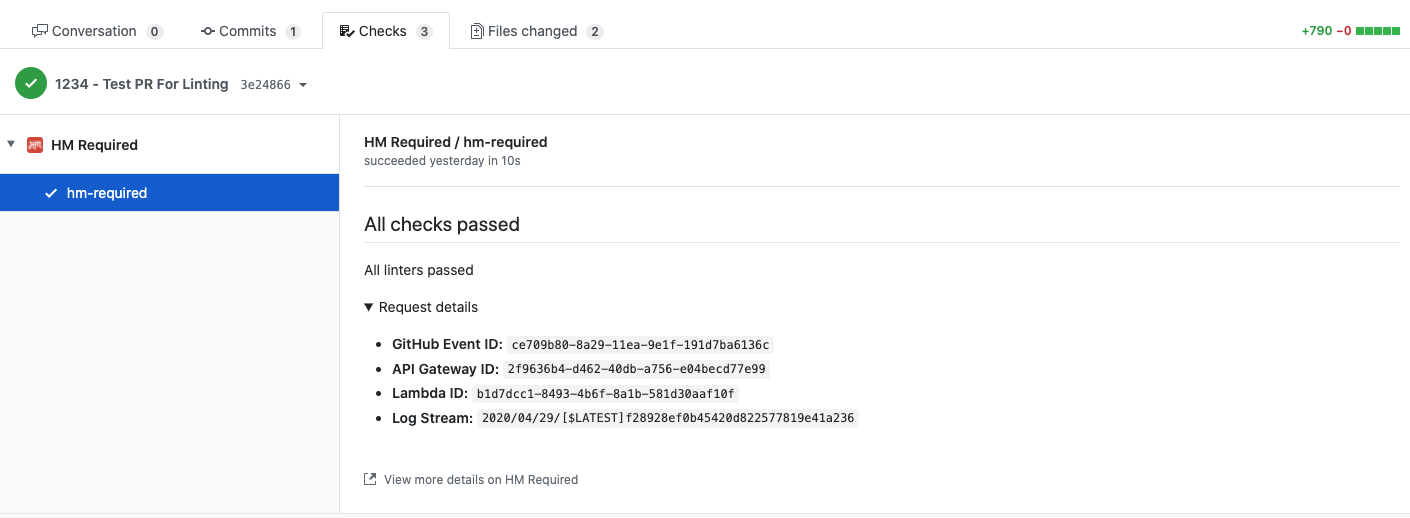 Conversation 0 Commits 1 Checks 3 Files changed 2 +790 −0
1234 - Test PR For Linting 3e24866
HM Required
hm-required
HM Required / hm-required
succeeded yesterday in 10s
All checks passed
All linters passed
Request details
GitHub Event ID: ce709b80-8a29-11ea-9e1f-191d7ba6136c
API Gateway ID: 2f9636b4-d462-40db-a756-e04becd77e99
Lambda ID: b1d7dcc1-8493-4b6f-8a1b-581d30aaf10f
Log Stream: 2020/04/29/[$LATEST]f28928ef0b45420d822577819e41a236
View more details on HM Required